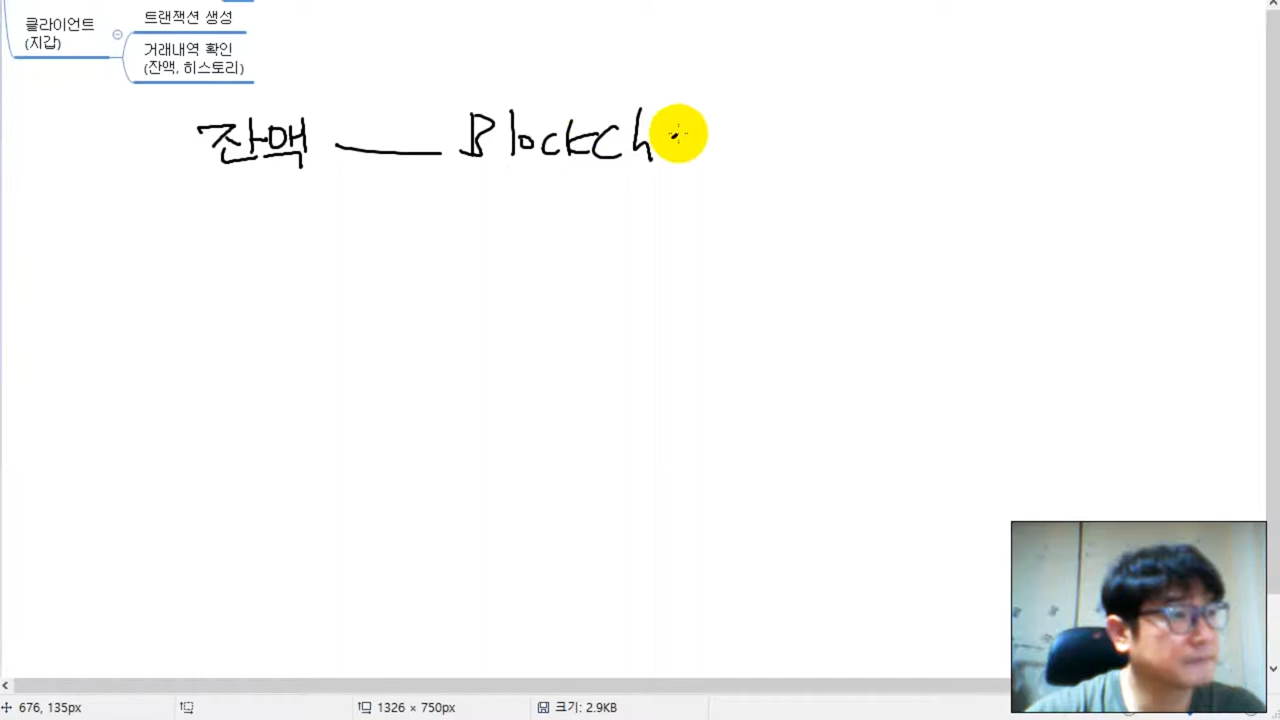 트랜잭션 생성
클라이언트
(지갑)
거래내역 확인
(잔액, 히스토리)
잔액 BlockCh
676, 135px
1326 × 750px
크기: 2.9KB